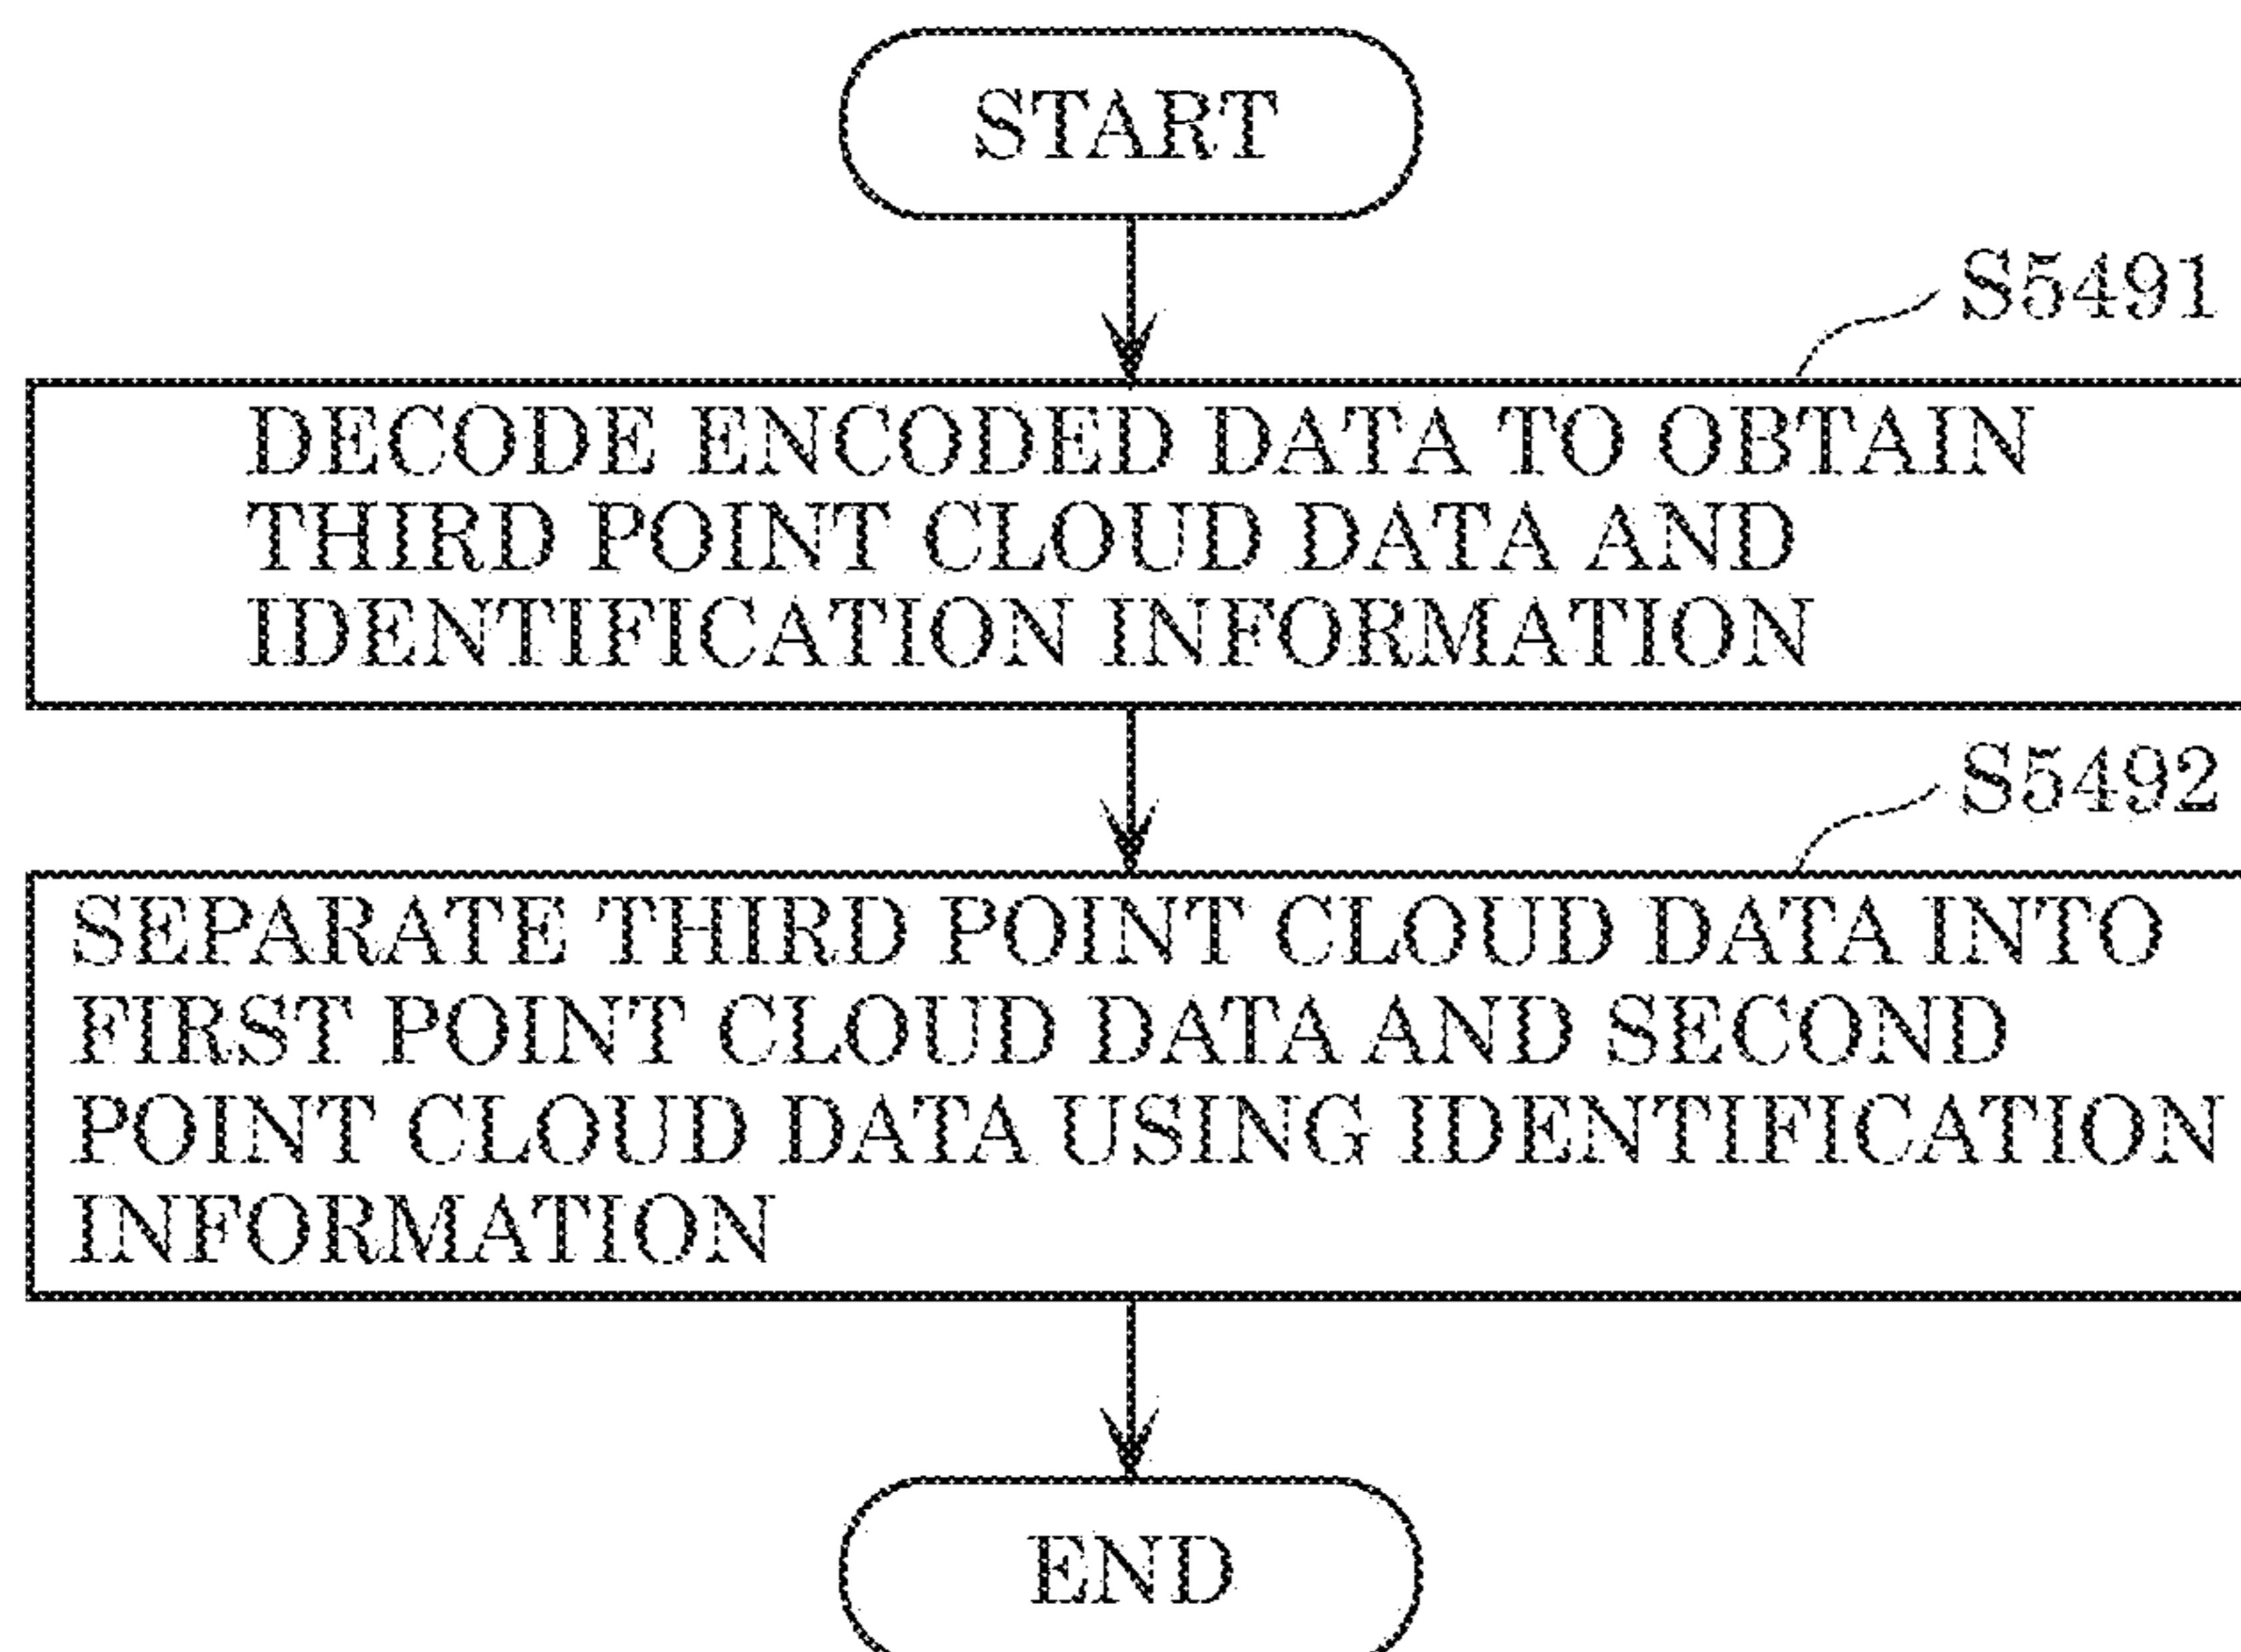 START
S5491
DECODE ENCODED DATA TO OBTAIN
THIRD POINT CLOUD DATA AND
IDENTIFICATION INFORMATION
S5492
SEPARATE THIRD POINT CLOUD DATA INTO
FIRST POINT CLOUD DATA AND SECOND
POINT CLOUD DATA USING IDENTIFICATION
INFORMATION
END